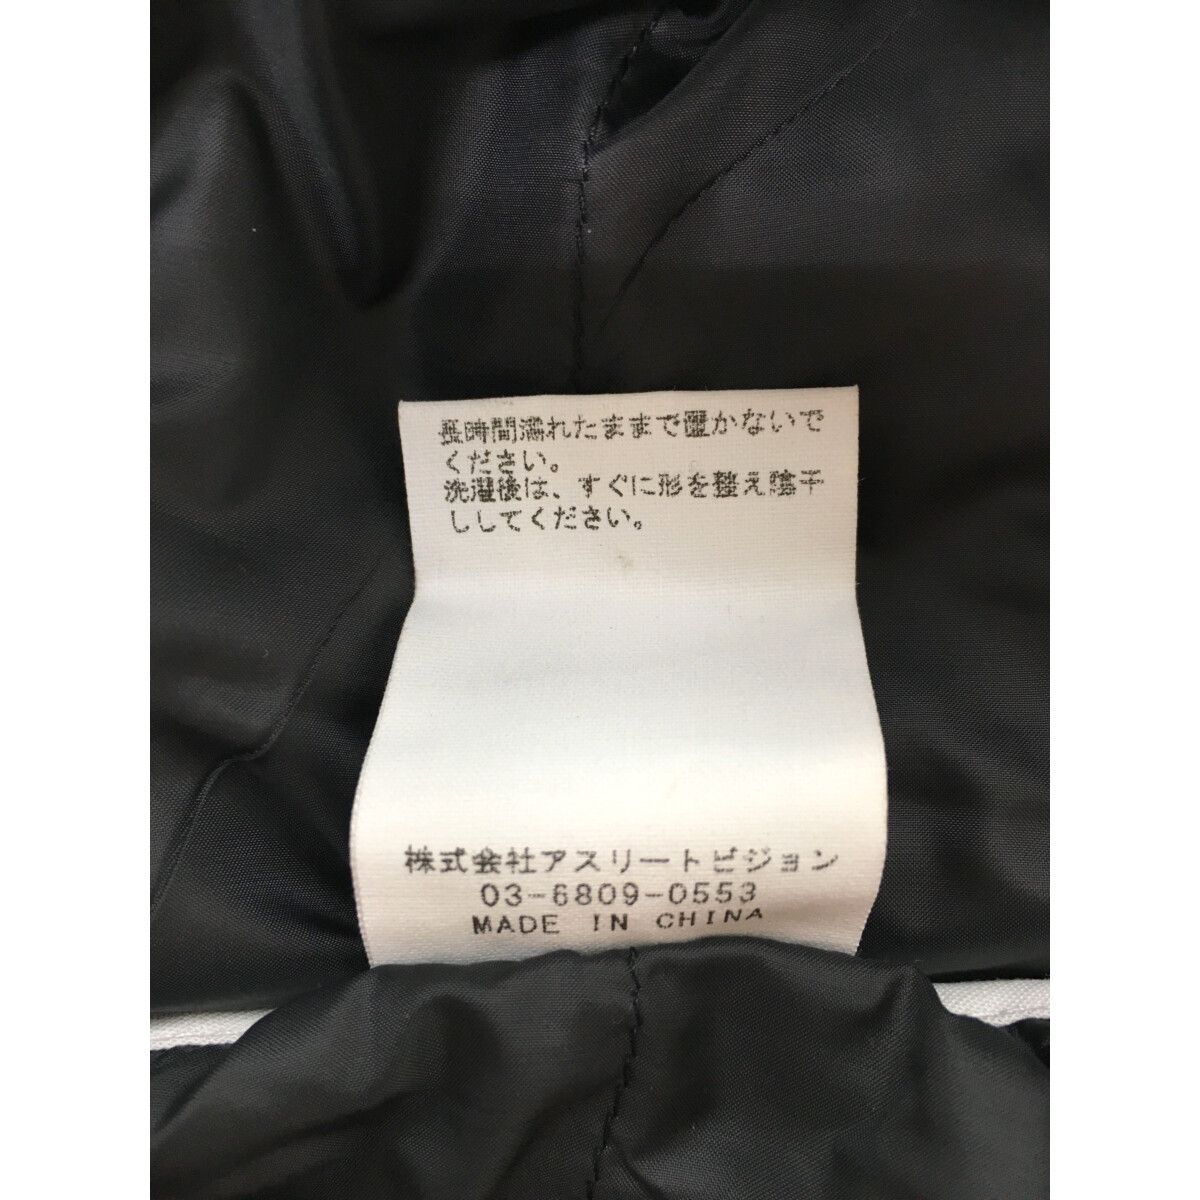 長時間濡れたままで置かないで
ください。
洗濯後は、すぐに形を整え陰干
ししてください。
株式会社アスリートビジョン
03-6809-0553
MADE IN CHINA